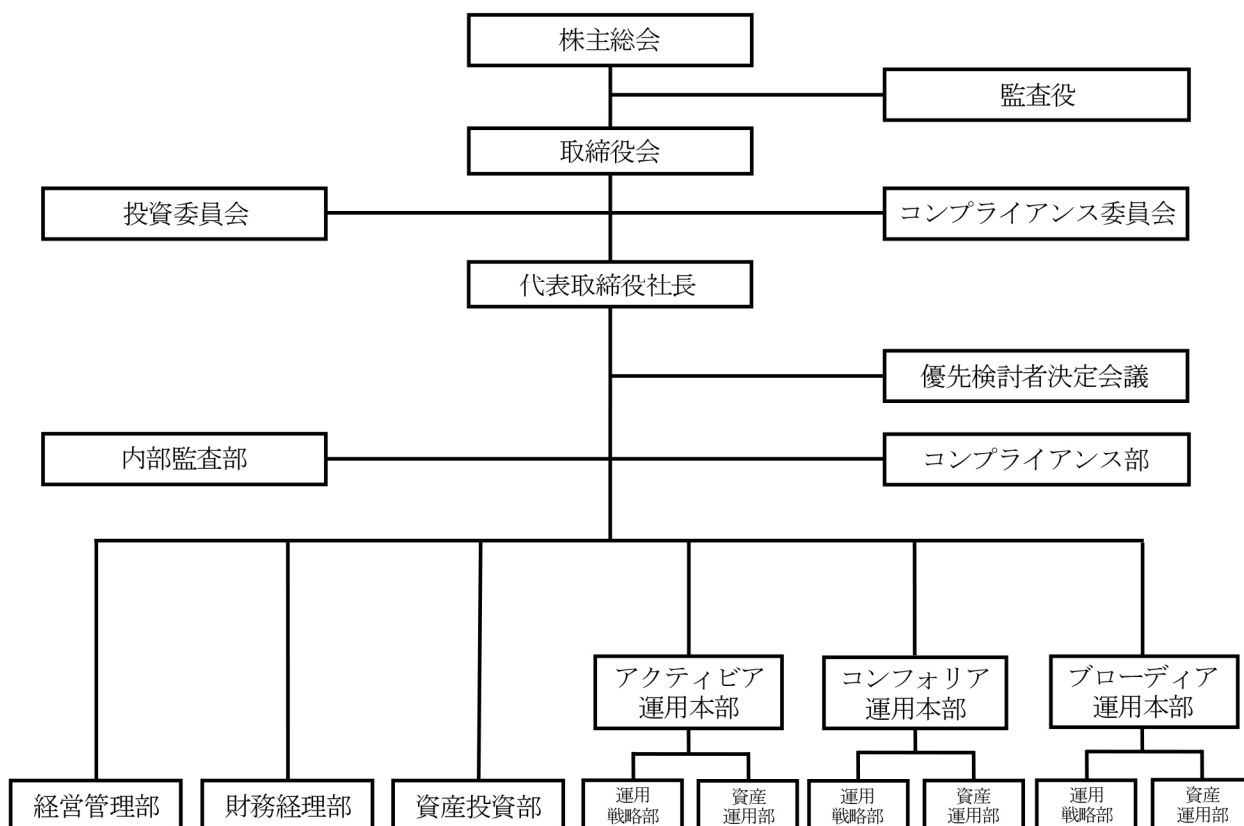 株主総会
監査役
取締役会
投資委員会
コンプライアンス委員会
代表取締役社長
優先検討者決定会議
内部監査部
コンプライアンス部
アクティビア
運用本部
コンフォリア
運用本部
ブローディア
運用本部
経営管理部
財務経理部
資産投資部
運用
戦略部
資産
運用部
運用
戦略部
資産
運用部
運用
戦略部
資産
運用部